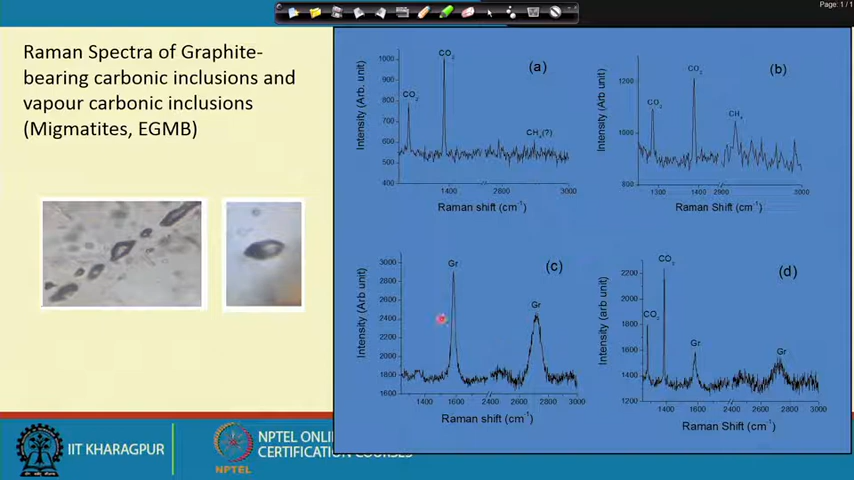 Page: 1 / 1
Raman Spectra of Graphite-
bearing carbonic inclusions and
vapour carbonic inclusions
(Migmatites, EGMB)
(a)
CO₂
CO₂
CH₄(?)
Intensity (Arb. unit)
1000
900
800
700
600
500
400
1400
2800
3000
Raman shift (cm⁻¹)
(b)
CO₂
CO₂
CH₄
Intensity (Arb unit)
1200
1000
800
1400
3000
Raman Shift (cm⁻¹)
(c)
Gr
Gr
Intensity (Arb unit)
3000
2800
2600
2400
2200
2000
1800
1600
1400
1600
2400
2600
2800
3000
Raman shift (cm⁻¹)
(d)
CO₂
CO₂
Gr
Gr
Intensity (arb unit)
2200
2000
1800
1600
1400
1200
1400
1600
2400
2600
2800
3000
Raman Shift (cm⁻¹)
IIT KHARAGPUR
NPTEL
NPTEL ONLI
CERTIFICATION COURSES